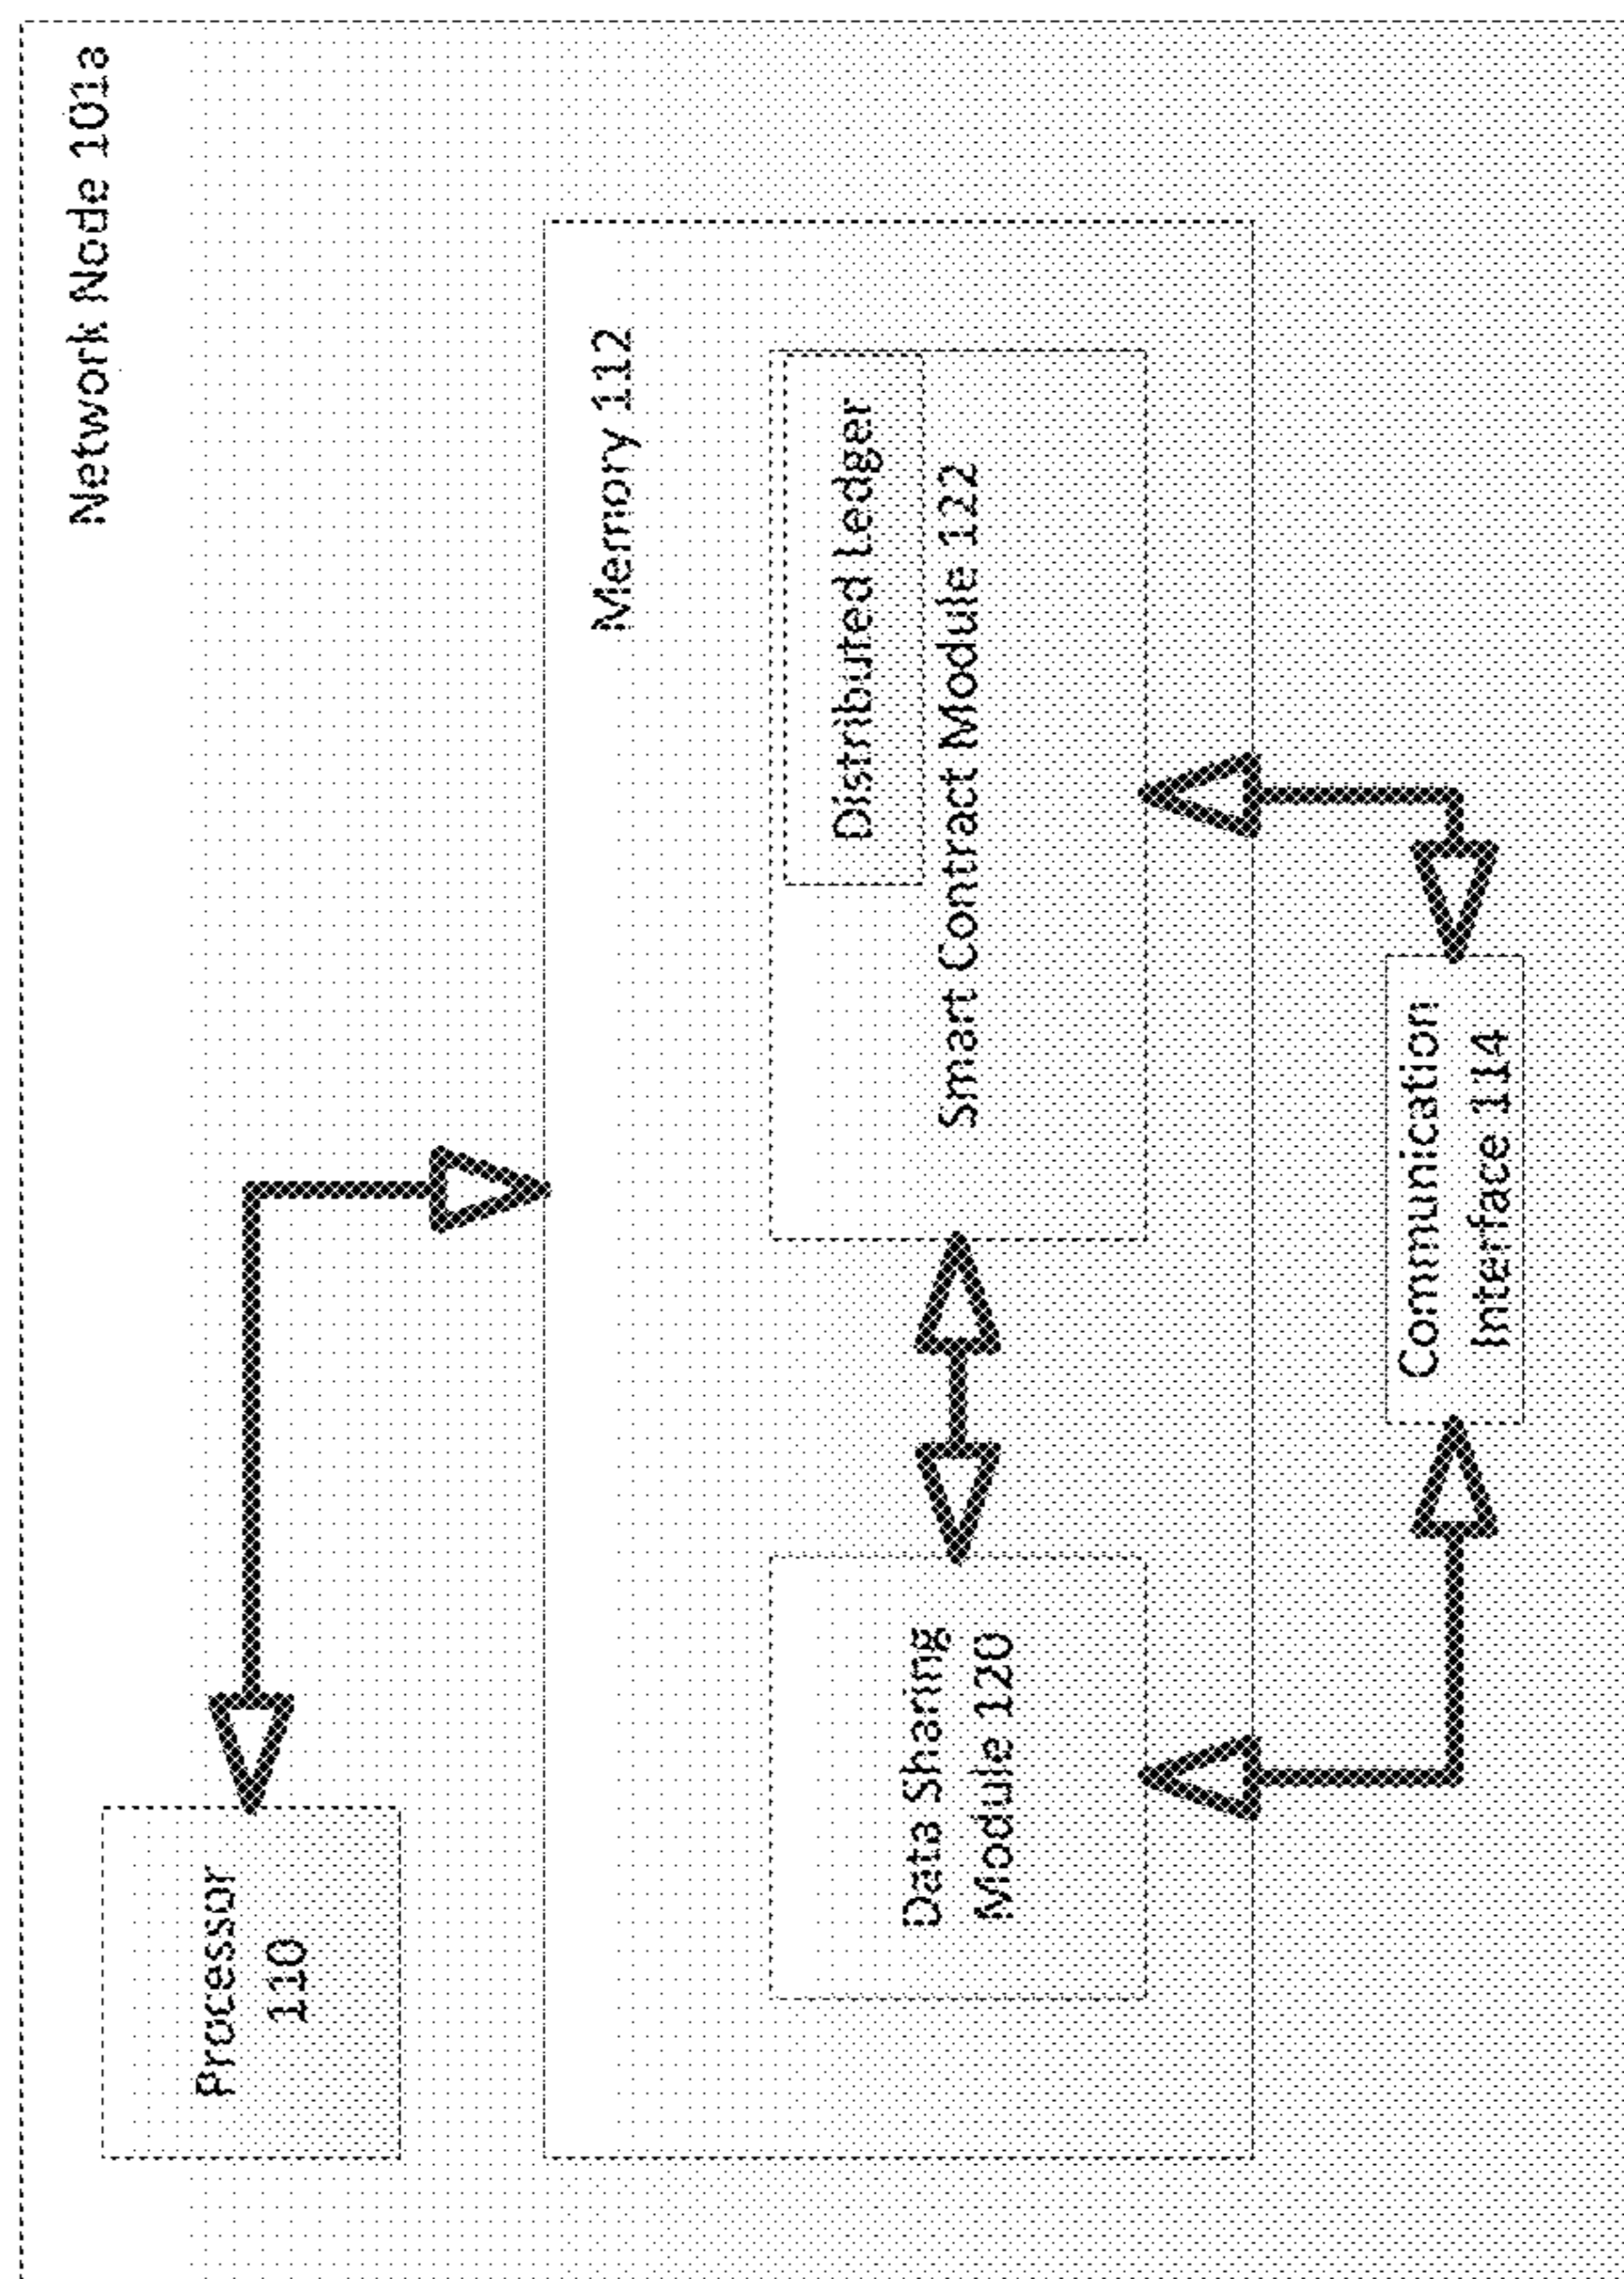 Network Node 101a
Processor
110
Memory 112
Data Sharing
Module 120
Distributed Ledger
Smart Contract Module 122
Communication
Interface 114